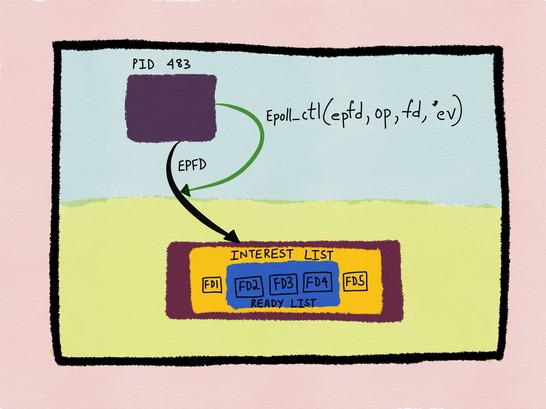 PID 483
Epoll_ctl(epfd, op, fd, *ev)
EPFD
INTEREST LIST
FD1 FD2 FD3 FD4 FD5
READY LIST